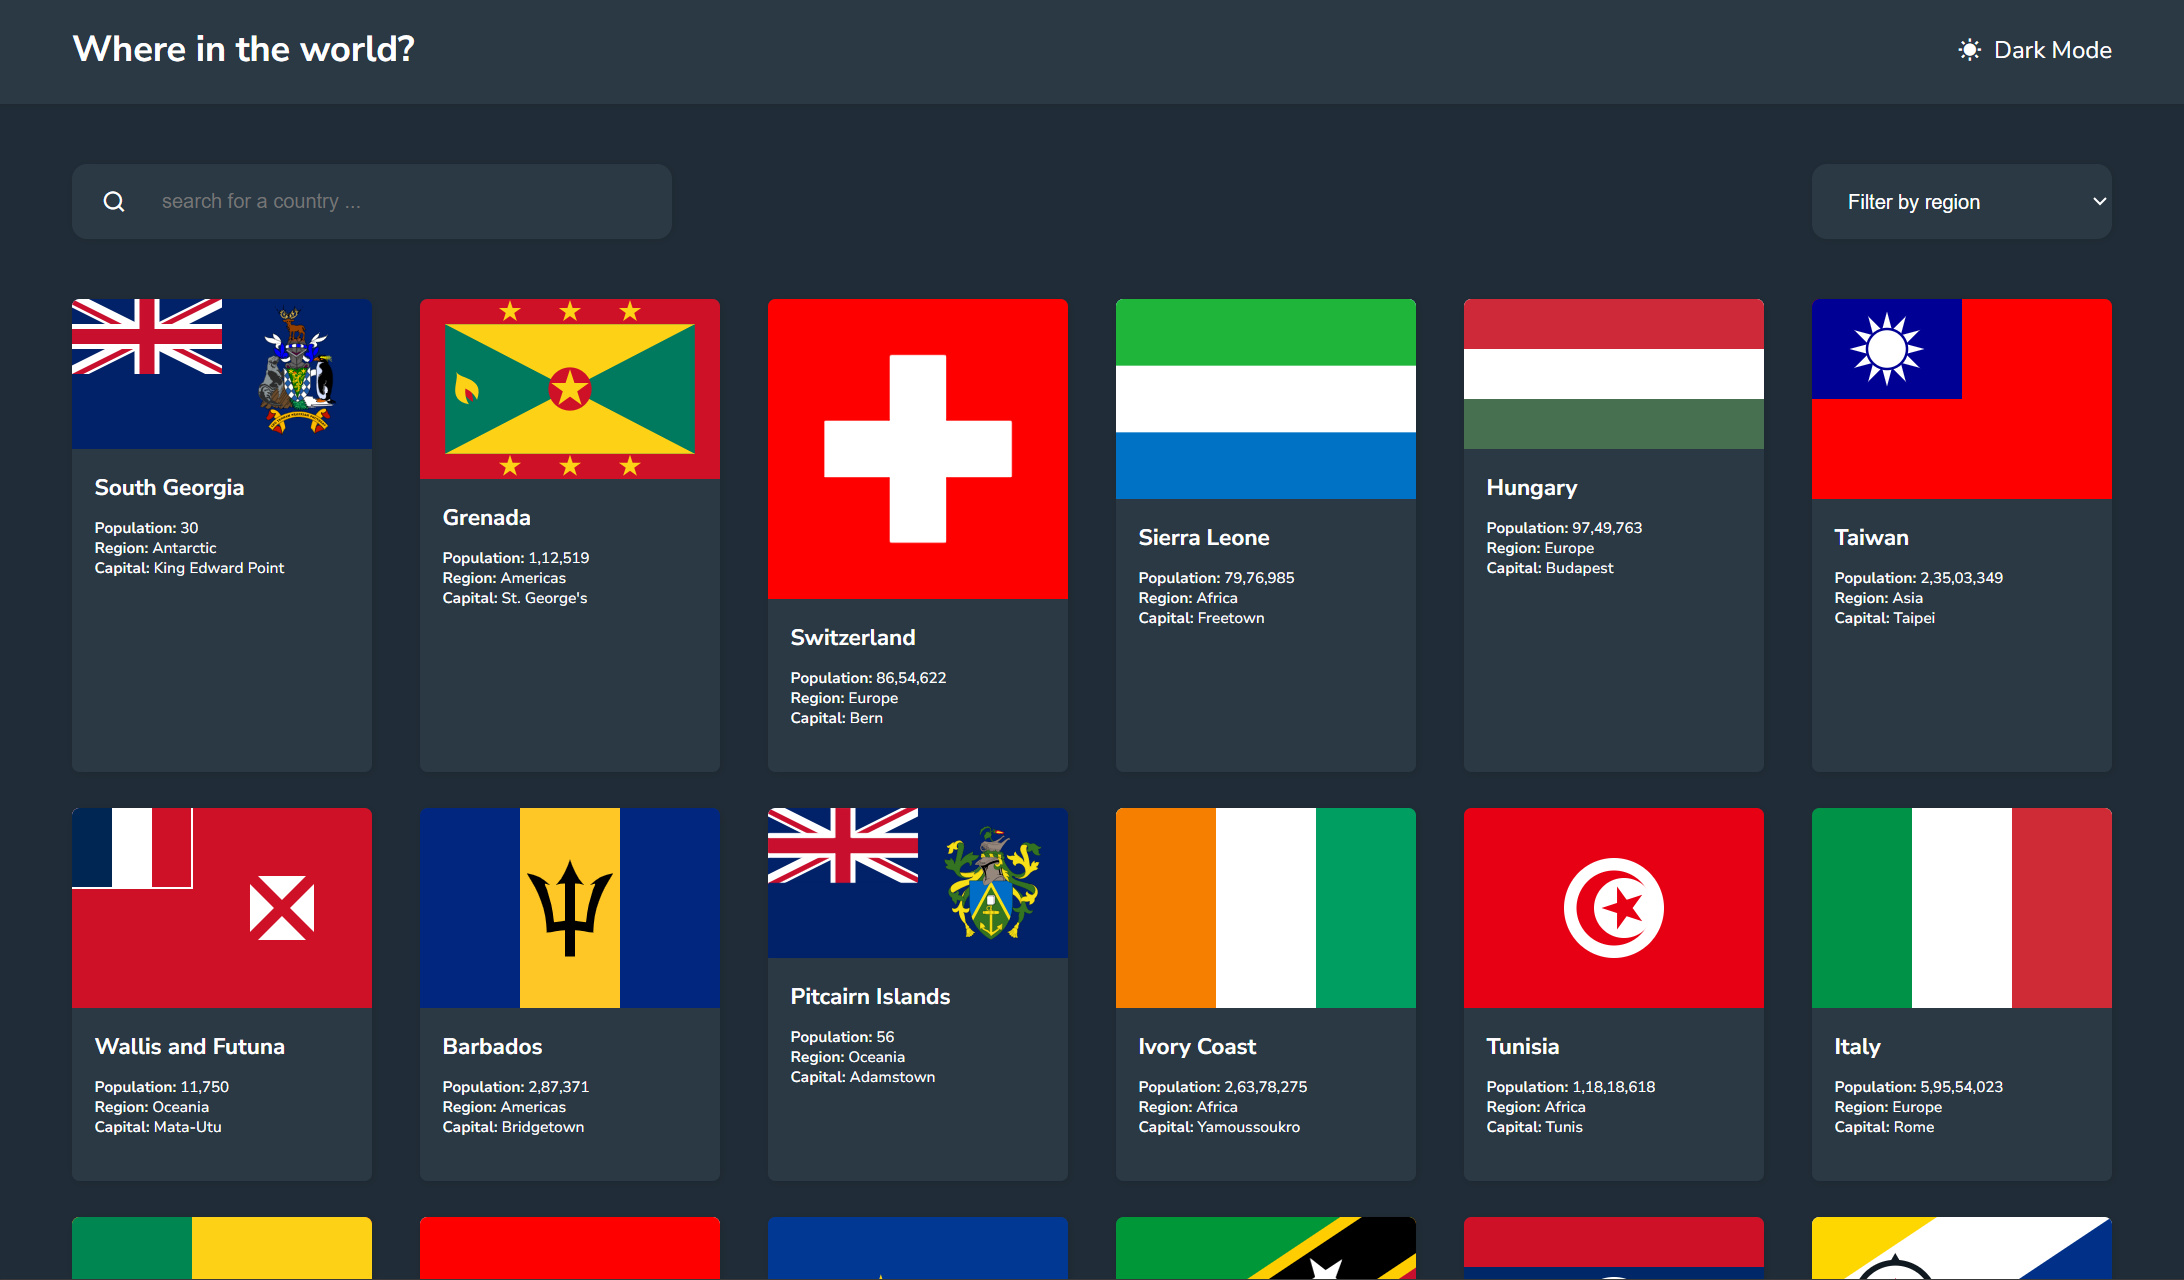 Where in the world?
Dark Mode
search for a country ...
Filter by region
South Georgia
Population: 30
Region: Antarctic
Capital: King Edward Point
Grenada
Population: 1,12,519
Region: Americas
Capital: St. George's
Switzerland
Population: 86,54,622
Region: Europe
Capital: Bern
Sierra Leone
Population: 79,76,985
Region: Africa
Capital: Freetown
Hungary
Population: 97,49,763
Region: Europe
Capital: Budapest
Taiwan
Population: 2,35,03,349
Region: Asia
Capital: Taipei
Wallis and Futuna
Population: 11,750
Region: Oceania
Capital: Mata-Utu
Barbados
Population: 2,87,371
Region: Americas
Capital: Bridgetown
Pitcairn Islands
Population: 56
Region: Oceania
Capital: Adamstown
Ivory Coast
Population: 2,63,78,275
Region: Africa
Capital: Yamoussoukro
Tunisia
Population: 1,18,18,618
Region: Africa
Capital: Tunis
Italy
Population: 5,95,54,023
Region: Europe
Capital: Rome